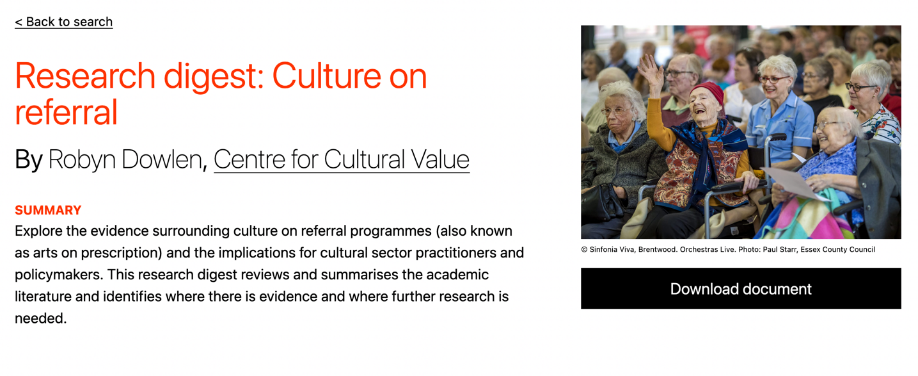 < Back to search
Research digest: Culture on
referral
By Robyn Dowlen, Centre for Cultural Value
SUMMARY
Explore the evidence surrounding culture on referral programmes (also known
as arts on prescription) and the implications for cultural sector practitioners and
policymakers. This research digest reviews and summarises the academic
literature and identifies where there is evidence and where further research is
needed.
© Sinfonia Viva, Brentwood. Orchestras Live. Photo: Paul Starr, Essex County Council
Download document